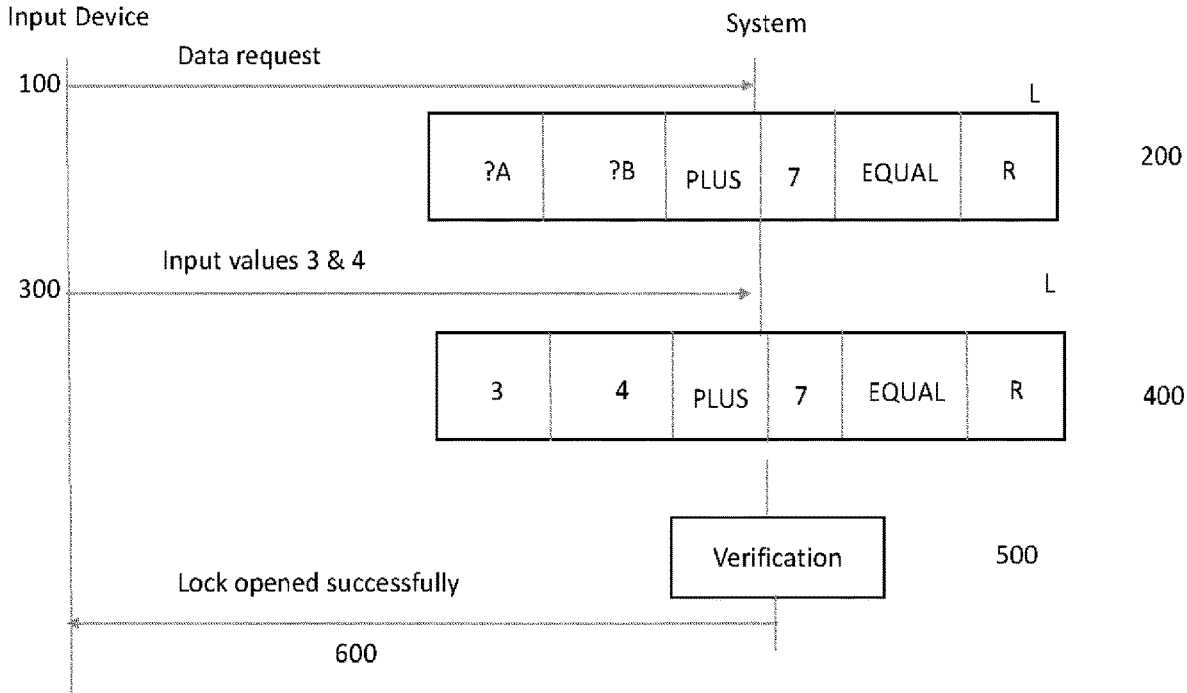 Input Device
System
Data request
100
L
?A ?B PLUS 7 EQUAL R
200
Input values 3 & 4
300
L
3 4 PLUS 7 EQUAL R
400
Verification
500
Lock opened successfully
600